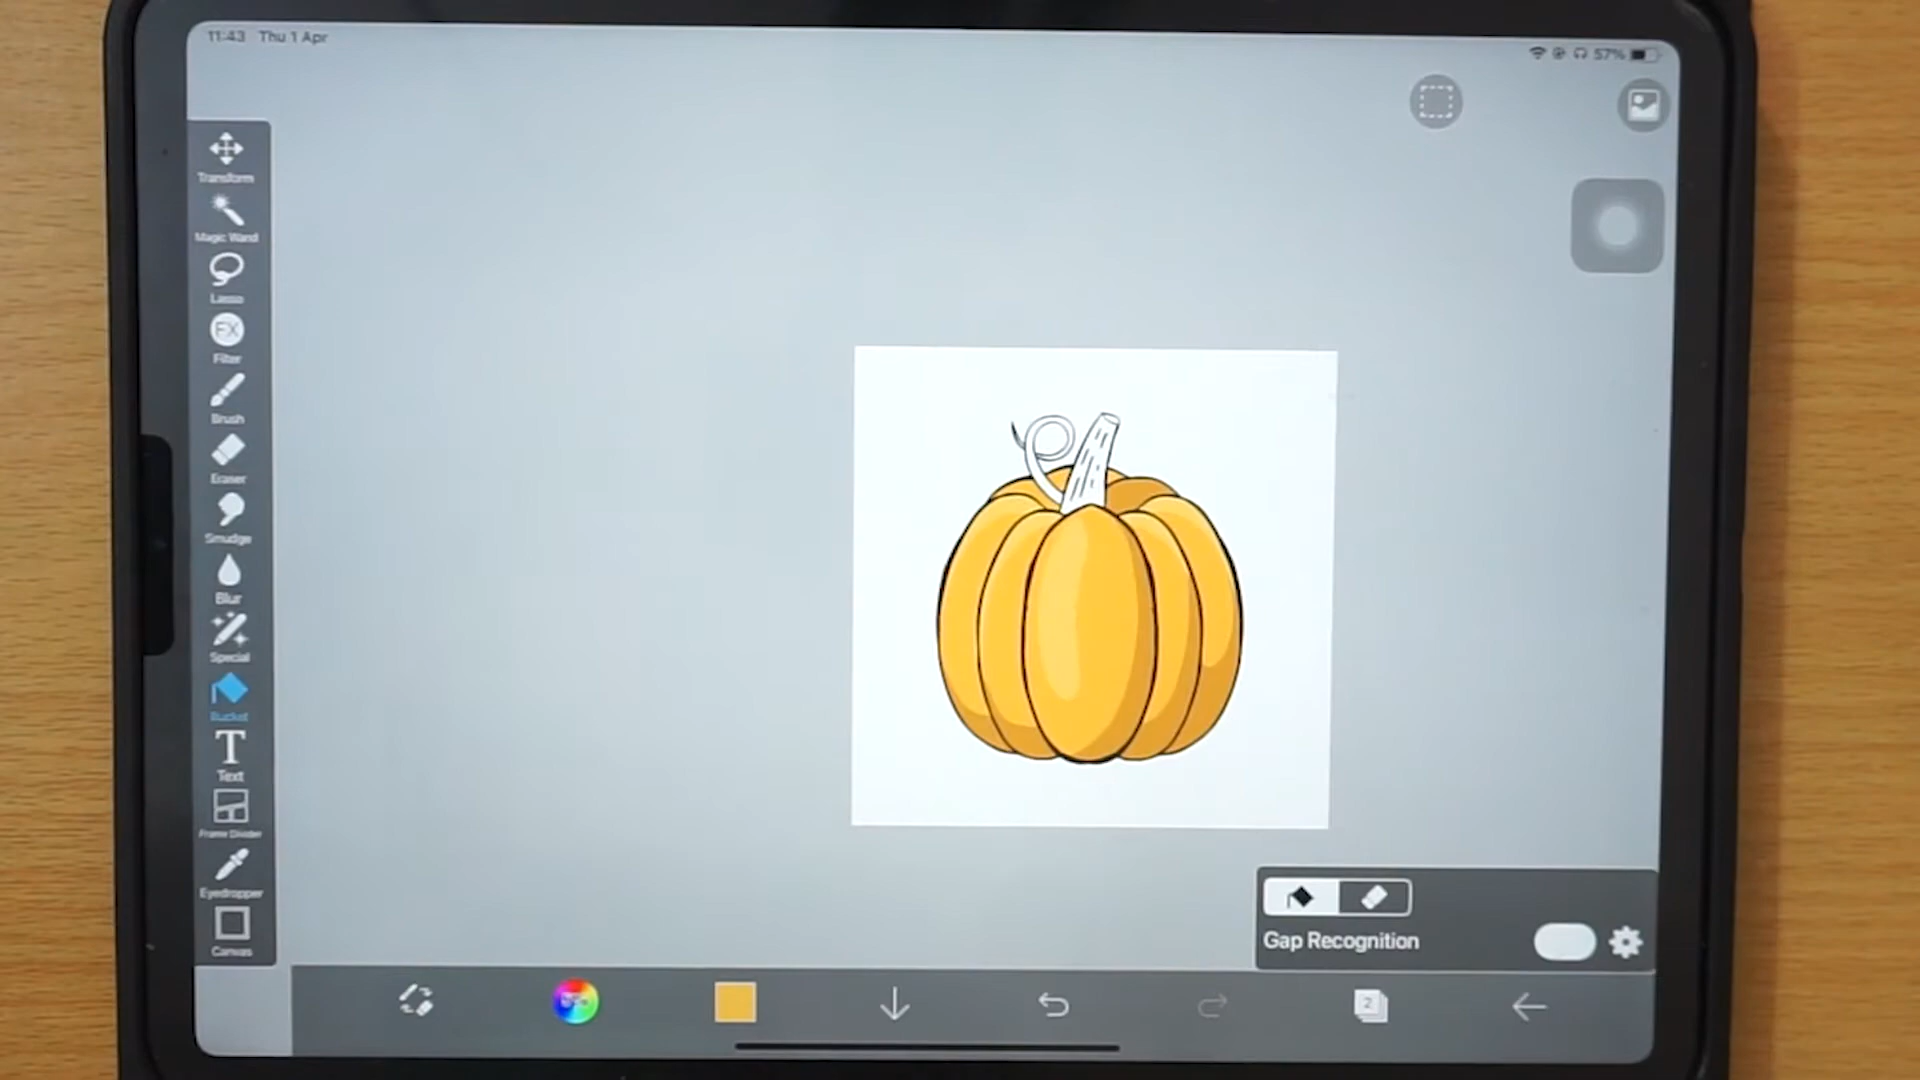 11:43 Thu 1 Apr
57%
Transform
Magic Wand
Lasso
FX
Filter
Brush
Eraser
Smudge
Blur
Special
Bucket
T
Text
Frame Divider
Eyedropper
Canvas
Gap Recognition
2